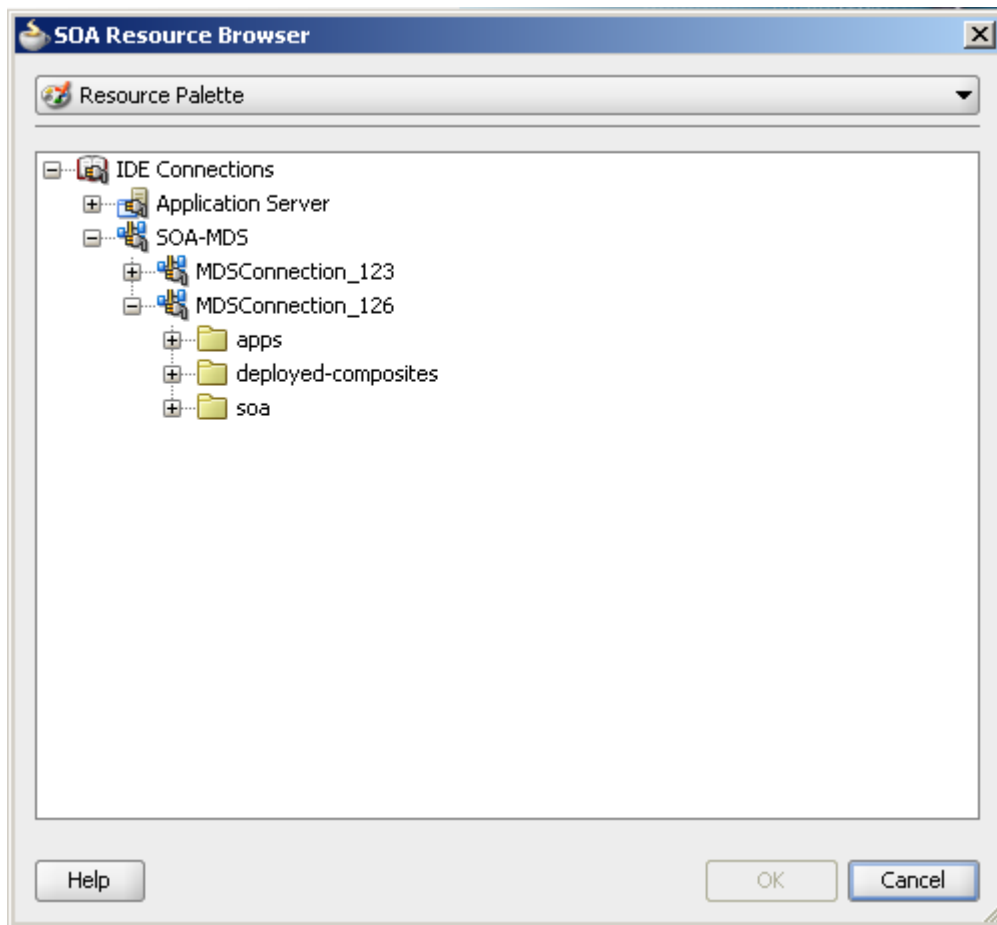 SOA Resource Browser
Resource Palette
IDE Connections
Application Server
SOA-MDS
MDSConnection_123
MDSConnection_126
apps
deployed-composites
soa
Help
OK
Cancel